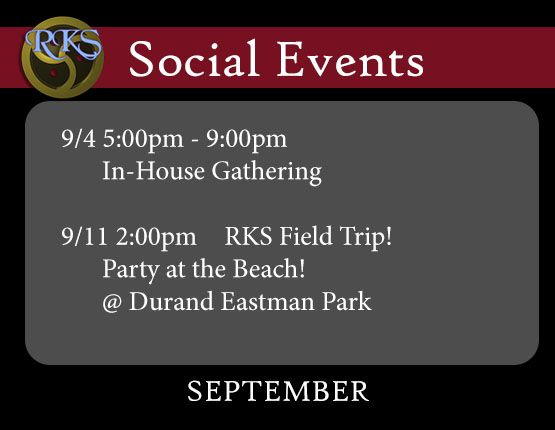 RKS
Social Events
9/4 5:00pm - 9:00pm
In-House Gathering
9/11 2:00pm RKS Field Trip!
Party at the Beach!
@ Durand Eastman Park
SEPTEMBER